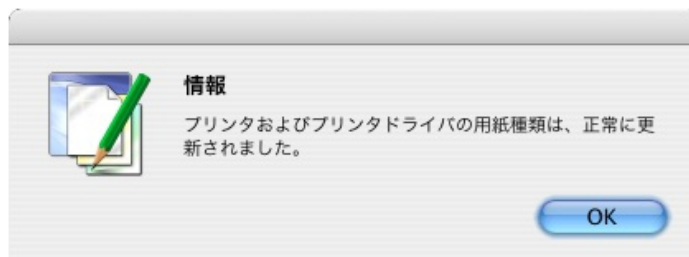 情報
プリンタおよびプリンタドライバの用紙種類は、正常に更
新されました。
OK